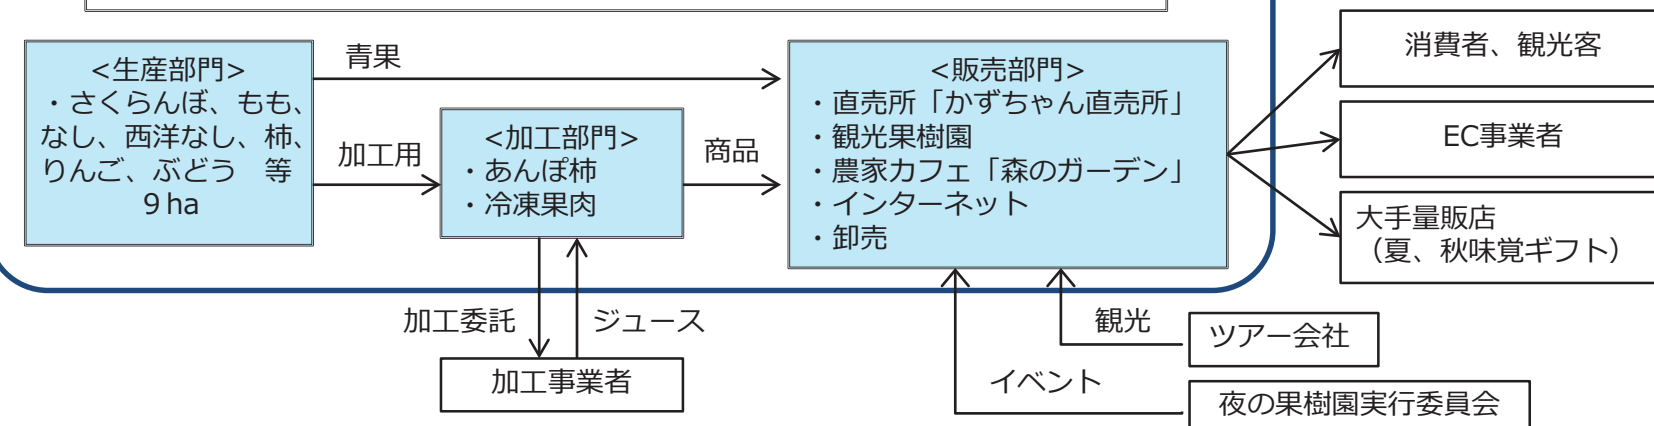 <生産部門>
・さくらんぼ、もも、
なし、西洋なし、柿、
りんご、ぶどう　等
９ha
青果
加工用
<加工部門>
・あんぽ柿
・冷凍果肉
商品
<販売部門>
・直売所「かずちゃん直売所」
・観光果樹園
・農家カフェ「森のガーデン」
・インターネット
・卸売
消費者、観光客
EC事業者
大手量販店
（夏、秋味覚ギフト）
加工委託
ジュース
加工事業者
観光
ツアー会社
イベント
夜の果樹園実行委員会